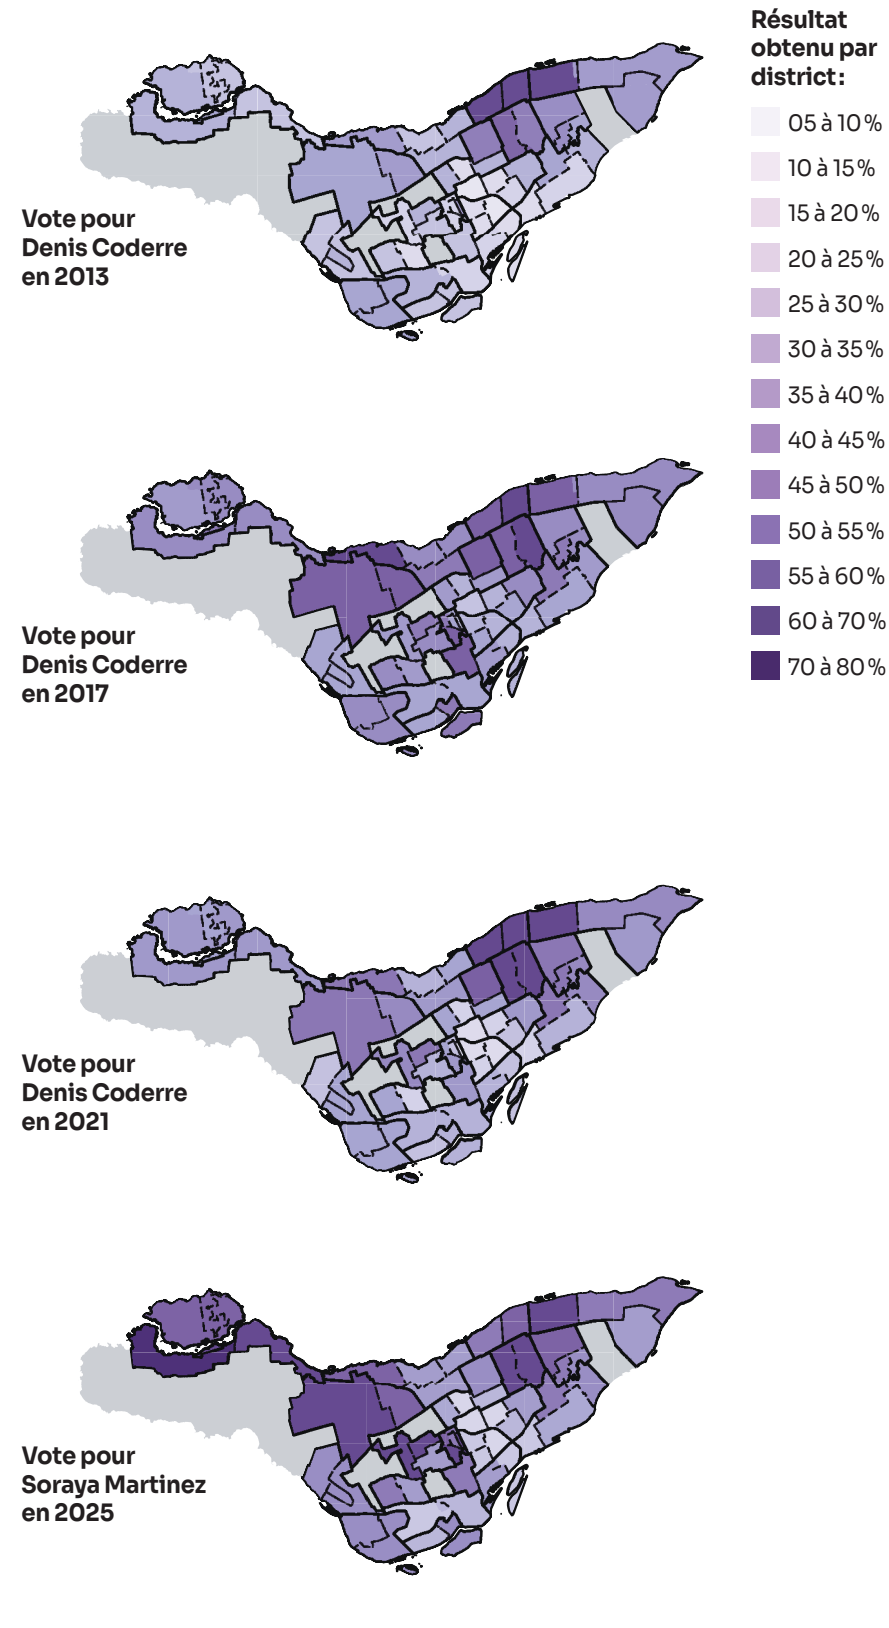 Résultat
obtenu par
district :
05 à 10 %
10 à 15 %
15 à 20 %
20 à 25 %
25 à 30 %
30 à 35 %
35 à 40 %
40 à 45 %
45 à 50 %
50 à 55 %
55 à 60 %
60 à 70 %
70 à 80 %
Vote pour
Denis Coderre
en 2013
Vote pour
Denis Coderre
en 2017
Vote pour
Denis Coderre
en 2021
Vote pour
Soraya Martinez
en 2025